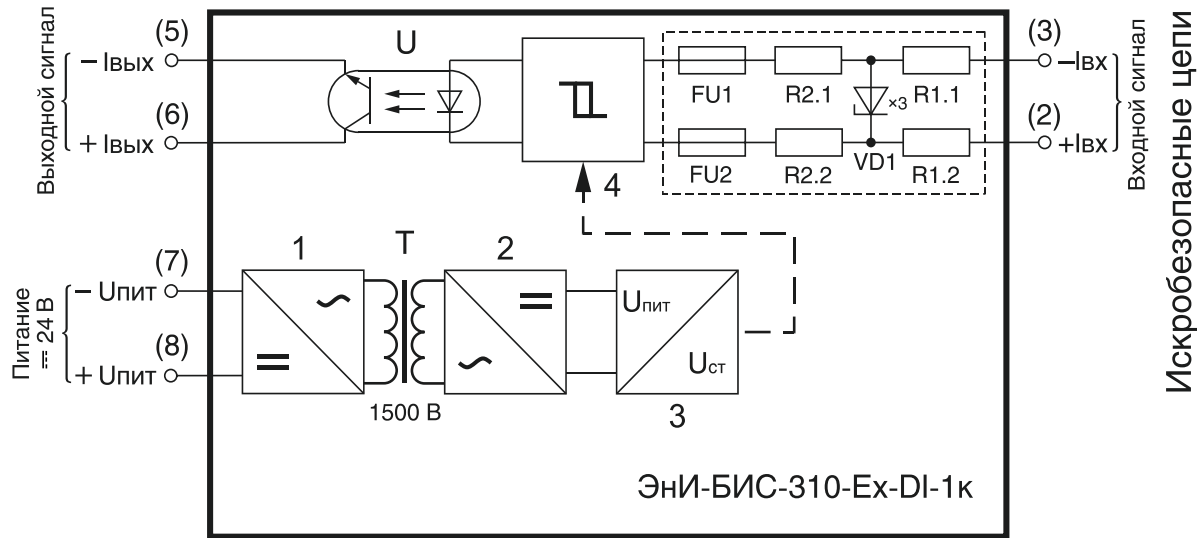 (5)
– Iвых
(6)
+ Iвых
Выходной сигнал
U
4
FU1
R2.1
R1.1
×3
FU2
R2.2
VD1
R1.2
(3)
–Iвх
(2)
+Iвх
Входной сигнал
Искробезопасные цепи
(7)
– Uпит
(8)
+ Uпит
Питание
⎓ 24 В
1
T
2
1500 В
Uпит
Uст
3
ЭнИ-БИС-310-Ex-DI-1к